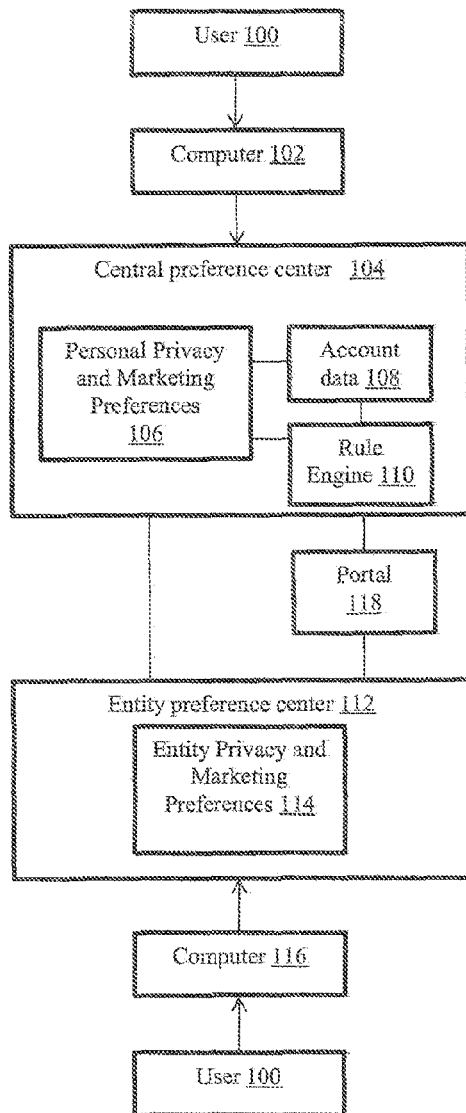 User 100
Computer 102
Central preference center 104
Personal Privacy
and Marketing
Preferences
106
Account
data 108
Rule
Engine 110
Portal
118
Entity preference center 112
Entity Privacy and
Marketing
Preferences 114
Computer 116
User 100